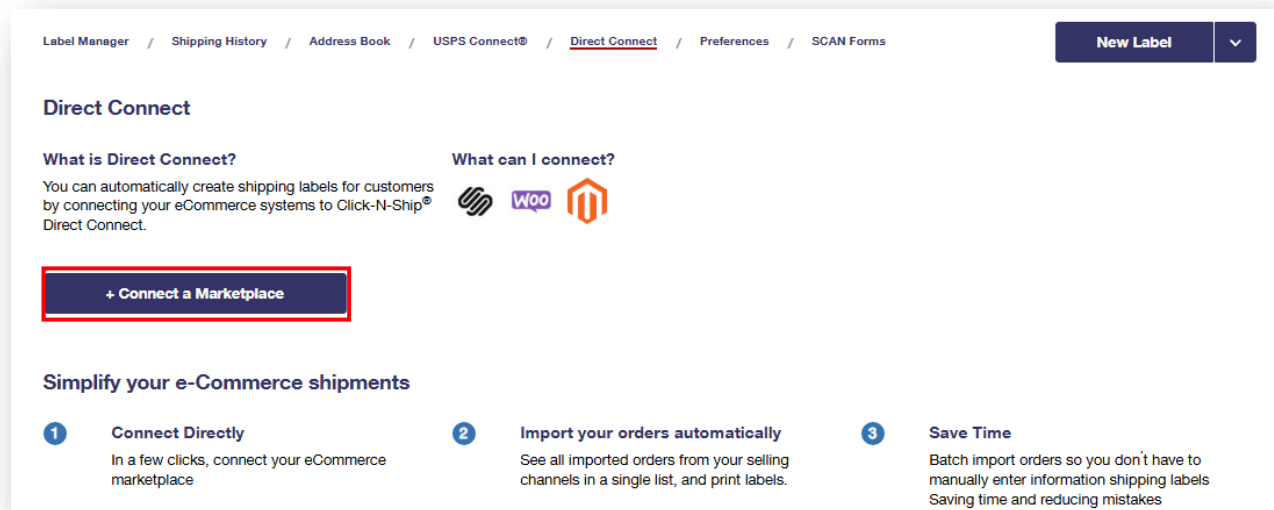 Label Manager / Shipping History / Address Book / USPS Connect® / Direct Connect / Preferences / SCAN Forms
New Label
Direct Connect
What is Direct Connect?
You can automatically create shipping labels for customers
by connecting your eCommerce systems to Click-N-Ship®
Direct Connect.
What can I connect?
WOO
+ Connect a Marketplace
Simplify your e-Commerce shipments
1
Connect Directly
In a few clicks, connect your eCommerce
marketplace
2
Import your orders automatically
See all imported orders from your selling
channels in a single list, and print labels.
3
Save Time
Batch import orders so you don't have to
manually enter information shipping labels
Saving time and reducing mistakes